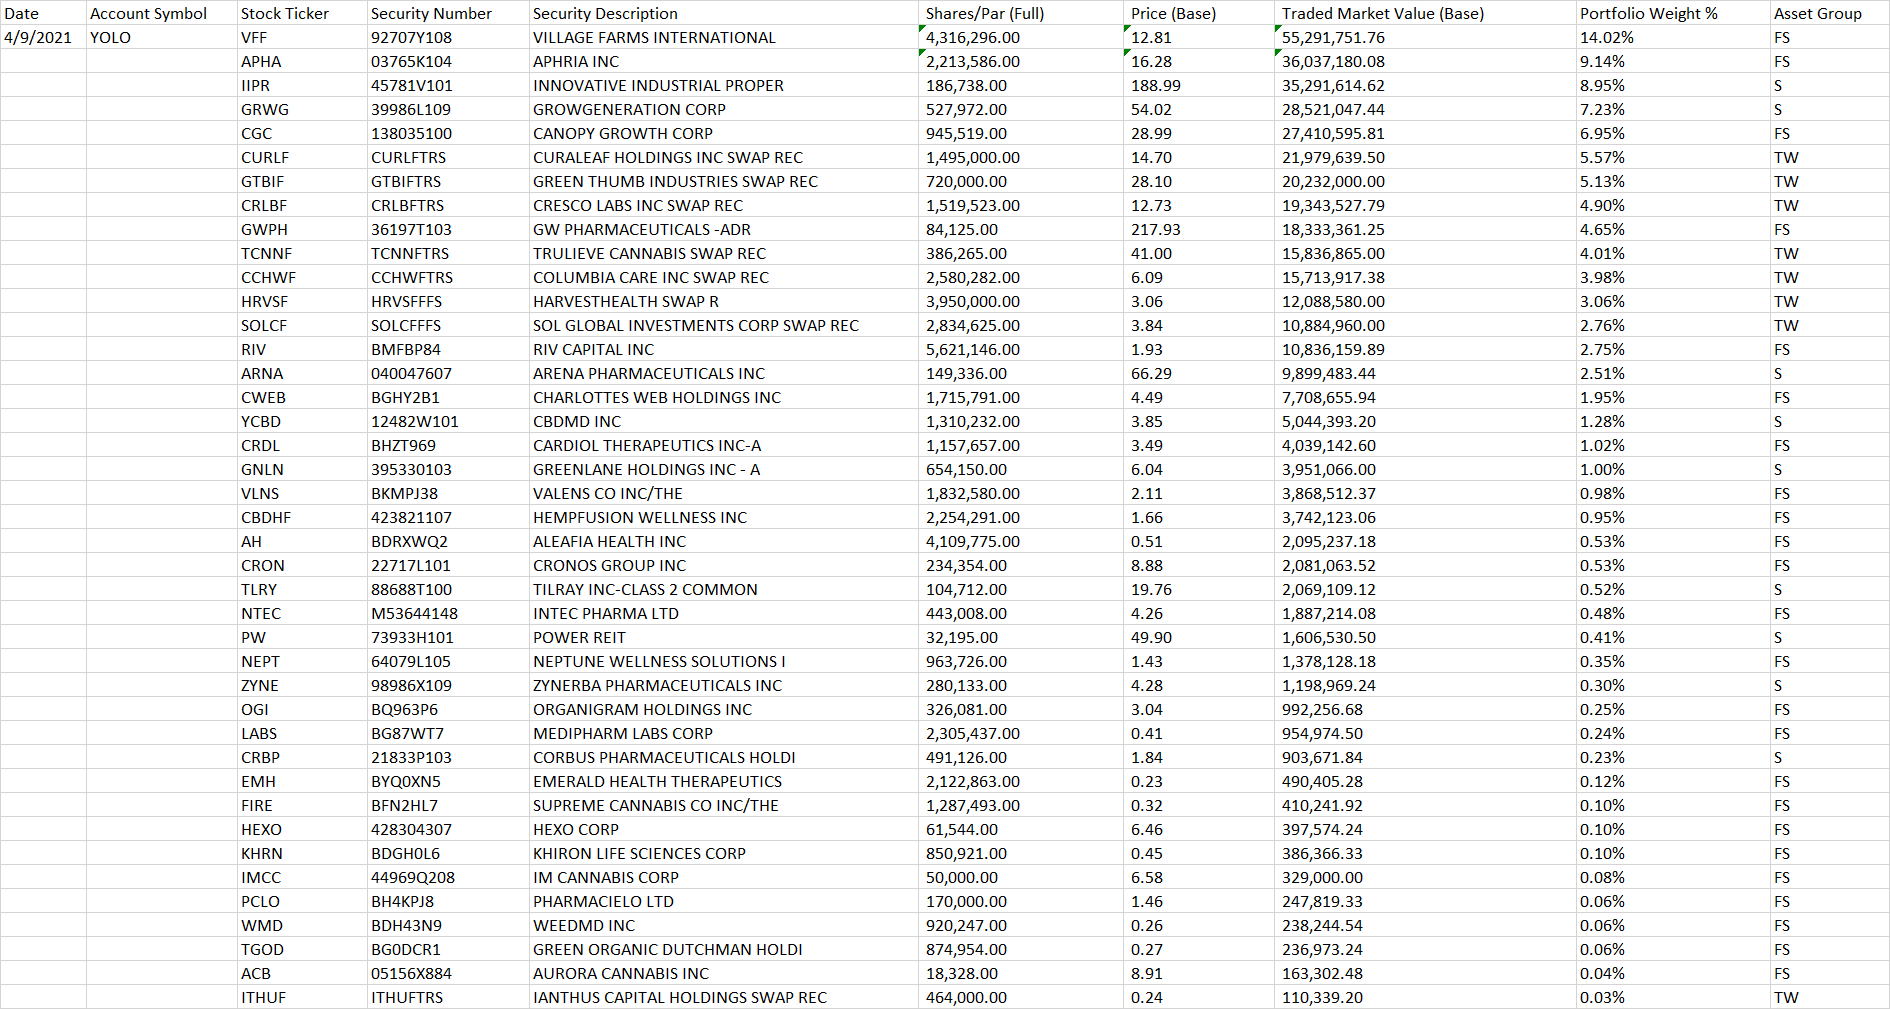 Date Account Symbol Stock Ticker Security Number Security Description Shares/Par (Full) Price (Base) Traded Market Value (Base) Portfolio Weight % Asset Group
4/9/2021 YOLO VFF 92707Y108 VILLAGE FARMS INTERNATIONAL 4,316,296.00 12.81 55,291,751.76 14.02% FS
APHA 03765K104 APHRIA INC 2,213,586.00 16.28 36,037,180.08 9.14% FS
IIPR 45781V101 INNOVATIVE INDUSTRIAL PROPER 186,738.00 188.99 35,291,614.62 8.95% S
GRWG 39986L109 GROWGENERATION CORP 527,972.00 54.02 28,521,047.44 7.23% S
CGC 138035100 CANOPY GROWTH CORP 945,519.00 28.99 27,410,595.81 6.95% FS
CURLF CURLFTRS CURALEAF HOLDINGS INC SWAP REC 1,495,000.00 14.70 21,979,639.50 5.57% TW
GTBIF GTBIFTRS GREEN THUMB INDUSTRIES SWAP REC 720,000.00 28.10 20,232,000.00 5.13% TW
CRLBF CRLBFTRS CRESCO LABS INC SWAP REC 1,519,523.00 12.73 19,343,527.79 4.90% TW
GWPH 36197T103 GW PHARMACEUTICALS -ADR 84,125.00 217.93 18,333,361.25 4.65% FS
TCNNF TCNNFTRS TRULIEVE CANNABIS SWAP REC 386,265.00 41.00 15,836,865.00 4.01% TW
CCHWF CCHWFTRS COLUMBIA CARE INC SWAP REC 2,580,282.00 6.09 15,713,917.38 3.98% TW
HRVSF HRVSFFFS HARVESTHEALTH SWAP R 3,950,000.00 3.06 12,088,580.00 3.06% TW
SOLCF SOLCFFFS SOL GLOBAL INVESTMENTS CORP SWAP REC 2,834,625.00 3.84 10,884,960.00 2.76% TW
RIV BMFBP84 RIV CAPITAL INC 5,621,146.00 1.93 10,836,159.89 2.75% FS
ARNA 040047607 ARENA PHARMACEUTICALS INC 149,336.00 66.29 9,899,483.44 2.51% S
CWEB BGHY2B1 CHARLOTTES WEB HOLDINGS INC 1,715,791.00 4.49 7,708,655.94 1.95% FS
YCBD 12482W101 CBDMD INC 1,310,232.00 3.85 5,044,393.20 1.28% S
CRDL BHZT969 CARDIOL THERAPEUTICS INC-A 1,157,657.00 3.49 4,039,142.60 1.02% FS
GNLN 395330103 GREENLANE HOLDINGS INC - A 654,150.00 6.04 3,951,066.00 1.00% S
VLNS BKMPJ38 VALENS CO INC/THE 1,832,580.00 2.11 3,868,512.37 0.98% FS
CBDHF 423821107 HEMPFUSION WELLNESS INC 2,254,291.00 1.66 3,742,123.06 0.95% FS
AH BDRXWQ2 ALEAFIA HEALTH INC 4,109,775.00 0.51 2,095,237.18 0.53% FS
CRON 22717L101 CRONOS GROUP INC 234,354.00 8.88 2,081,063.52 0.53% FS
TLRY 88688T100 TILRAY INC-CLASS 2 COMMON 104,712.00 19.76 2,069,109.12 0.52% S
NTEC M53644148 INTEC PHARMA LTD 443,008.00 4.26 1,887,214.08 0.48% FS
PW 73933H101 POWER REIT 32,195.00 49.90 1,606,530.50 0.41% S
NEPT 64079L105 NEPTUNE WELLNESS SOLUTIONS I 963,726.00 1.43 1,378,128.18 0.35% FS
ZYNE 98986X109 ZYNERBA PHARMACEUTICALS INC 280,133.00 4.28 1,198,969.24 0.30% S
OGI BQ963P6 ORGANIGRAM HOLDINGS INC 326,081.00 3.04 992,256.68 0.25% FS
LABS BG87WT7 MEDIPHARM LABS CORP 2,305,437.00 0.41 954,974.50 0.24% FS
CRBP 21833P103 CORBUS PHARMACEUTICALS HOLDI 491,126.00 1.84 903,671.84 0.23% S
EMH BYQ0XN5 EMERALD HEALTH THERAPEUTICS 2,122,863.00 0.23 490,405.28 0.12% FS
FIRE BFN2HL7 SUPREME CANNABIS CO INC/THE 1,287,493.00 0.32 410,241.92 0.10% FS
HEXO 428304307 HEXO CORP 61,544.00 6.46 397,574.24 0.10% FS
KHRN BDGH0L6 KHIRON LIFE SCIENCES CORP 850,921.00 0.45 386,366.33 0.10% FS
IMCC 44969Q208 IM CANNABIS CORP 50,000.00 6.58 329,000.00 0.08% FS
PCLO BH4KPJ8 PHARMACIELO LTD 170,000.00 1.46 247,819.33 0.06% FS
WMD BDH43N9 WEEDMD INC 920,247.00 0.26 238,244.54 0.06% FS
TGOD BG0DCR1 GREEN ORGANIC DUTCHMAN HOLDI 874,954.00 0.27 236,973.24 0.06% FS
ACB 05156X884 AURORA CANNABIS INC 18,328.00 8.91 163,302.48 0.04% FS
ITHUF ITHUFTRS IANTHUS CAPITAL HOLDINGS SWAP REC 464,000.00 0.24 110,339.20 0.03% TW